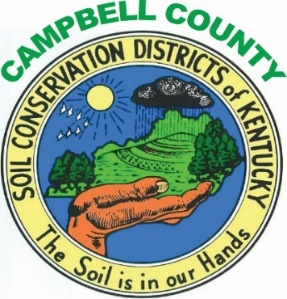 CAMPBELL COUNTY
SOIL CONSERVATION DISTRICTS of KENTUCKY
The Soil is in our Hands